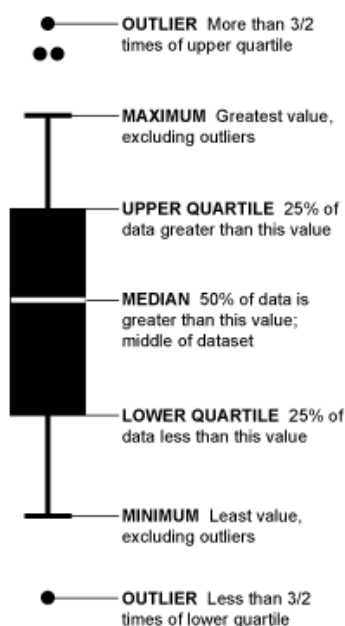 OUTLIER More than 3/2
times of upper quartile
MAXIMUM Greatest value,
excluding outliers
UPPER QUARTILE 25% of
data greater than this value
MEDIAN 50% of data is
greater than this value;
middle of dataset
LOWER QUARTILE 25% of
data less than this value
MINIMUM Least value,
excluding outliers
OUTLIER Less than 3/2
times of lower quartile